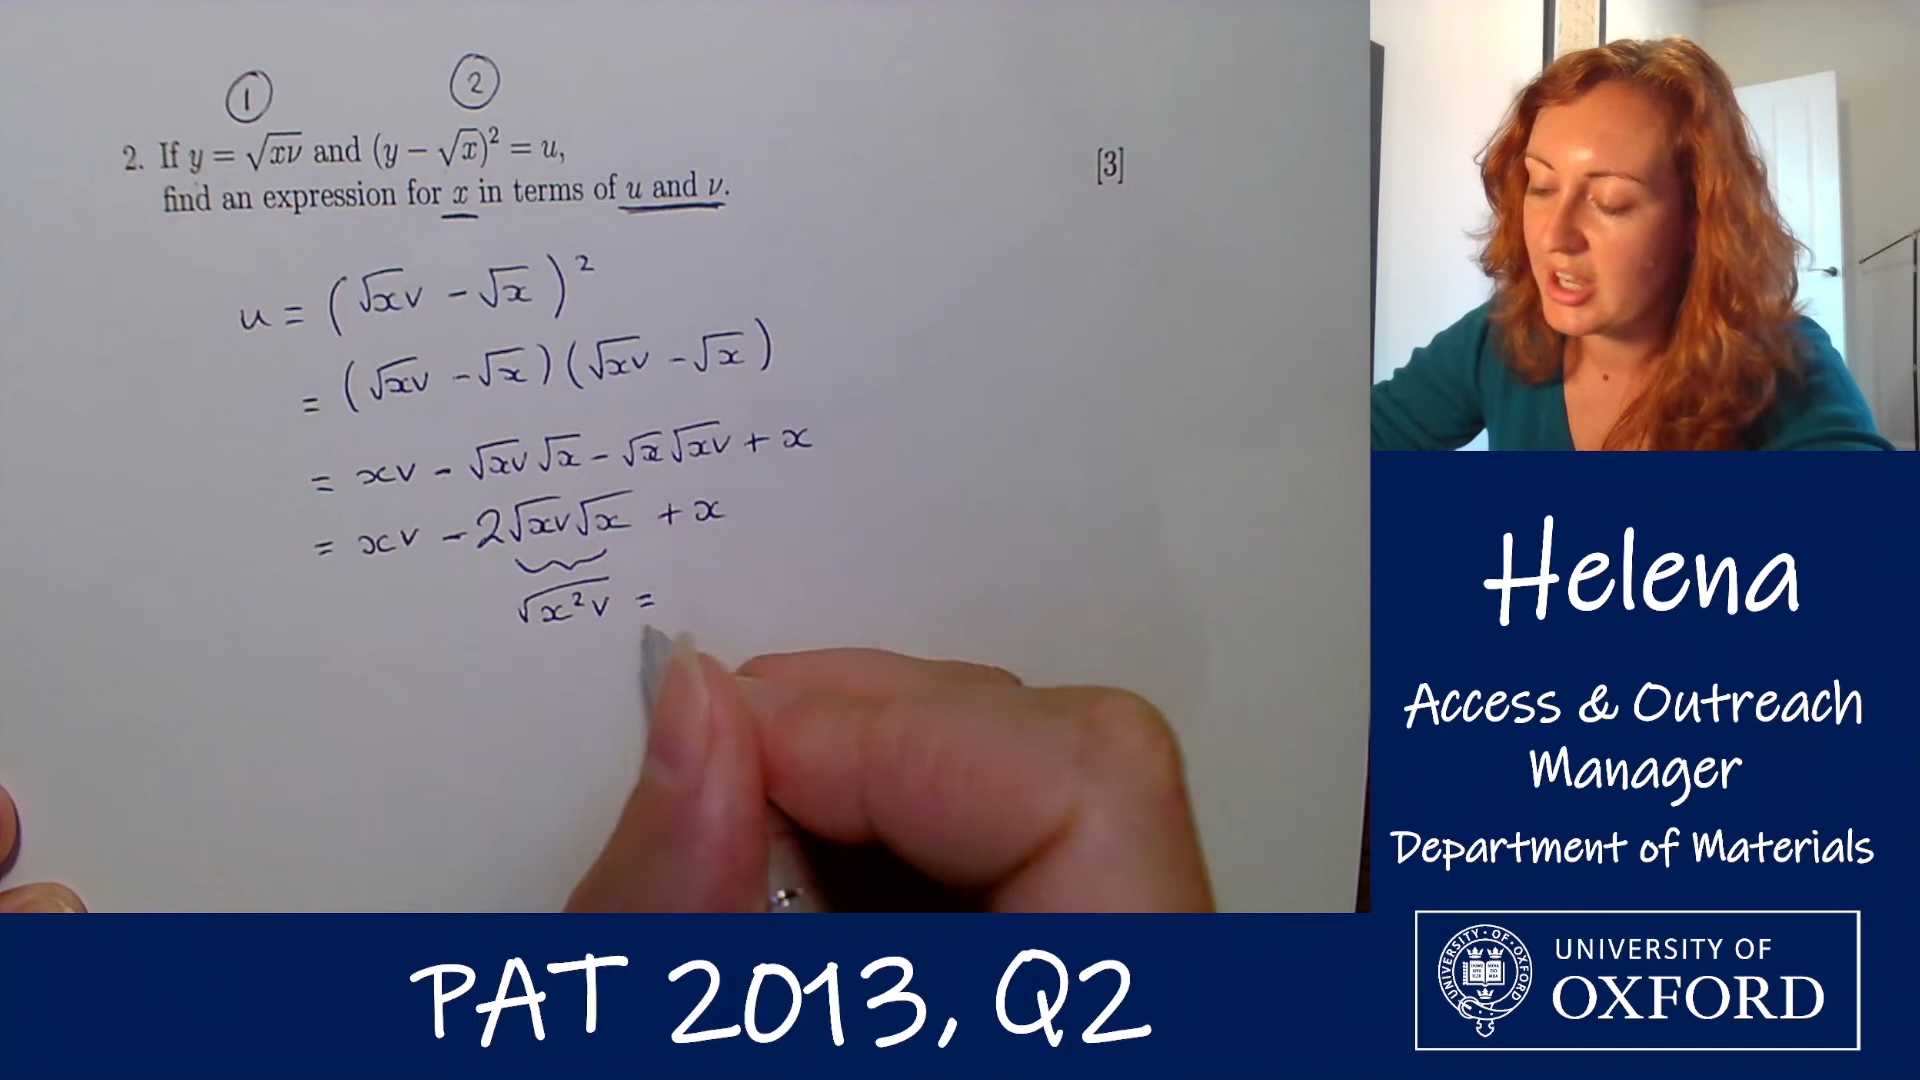 ① ②
2. If y = √xν and (y − √x)² = u,
find an expression for x in terms of u and ν.
[3]
u = (√xv − √x)²
= (√xv − √x)(√xv − √x)
= xv − √xv√x − √x√xv + x
= xv − 2√xv√x + x
√x²v =
Helena
Access & Outreach
Manager
Department of Materials
UNIVERSITY OF
OXFORD
PAT 2013, Q2